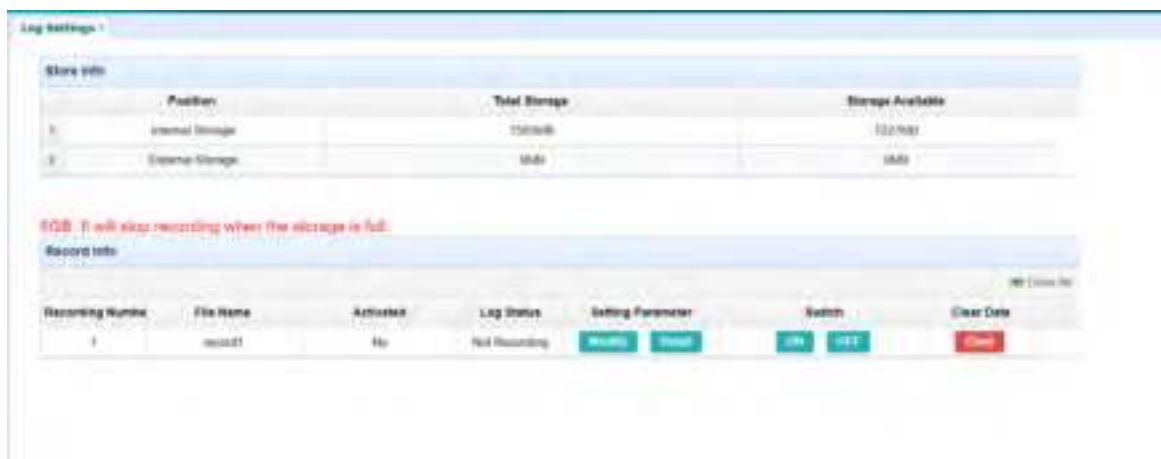 Log Settings
Store Info
Position Total Storage Storage Available
1 Internal Storage
2 External Storage 0MB 0MB
It will stop recording when the storage is full.
Record Info
Recording Number File Name Activated Log Status Setting Parameter Switch Clear Data
1 record1 No Not Recording Modify Detail ON OFF Clear